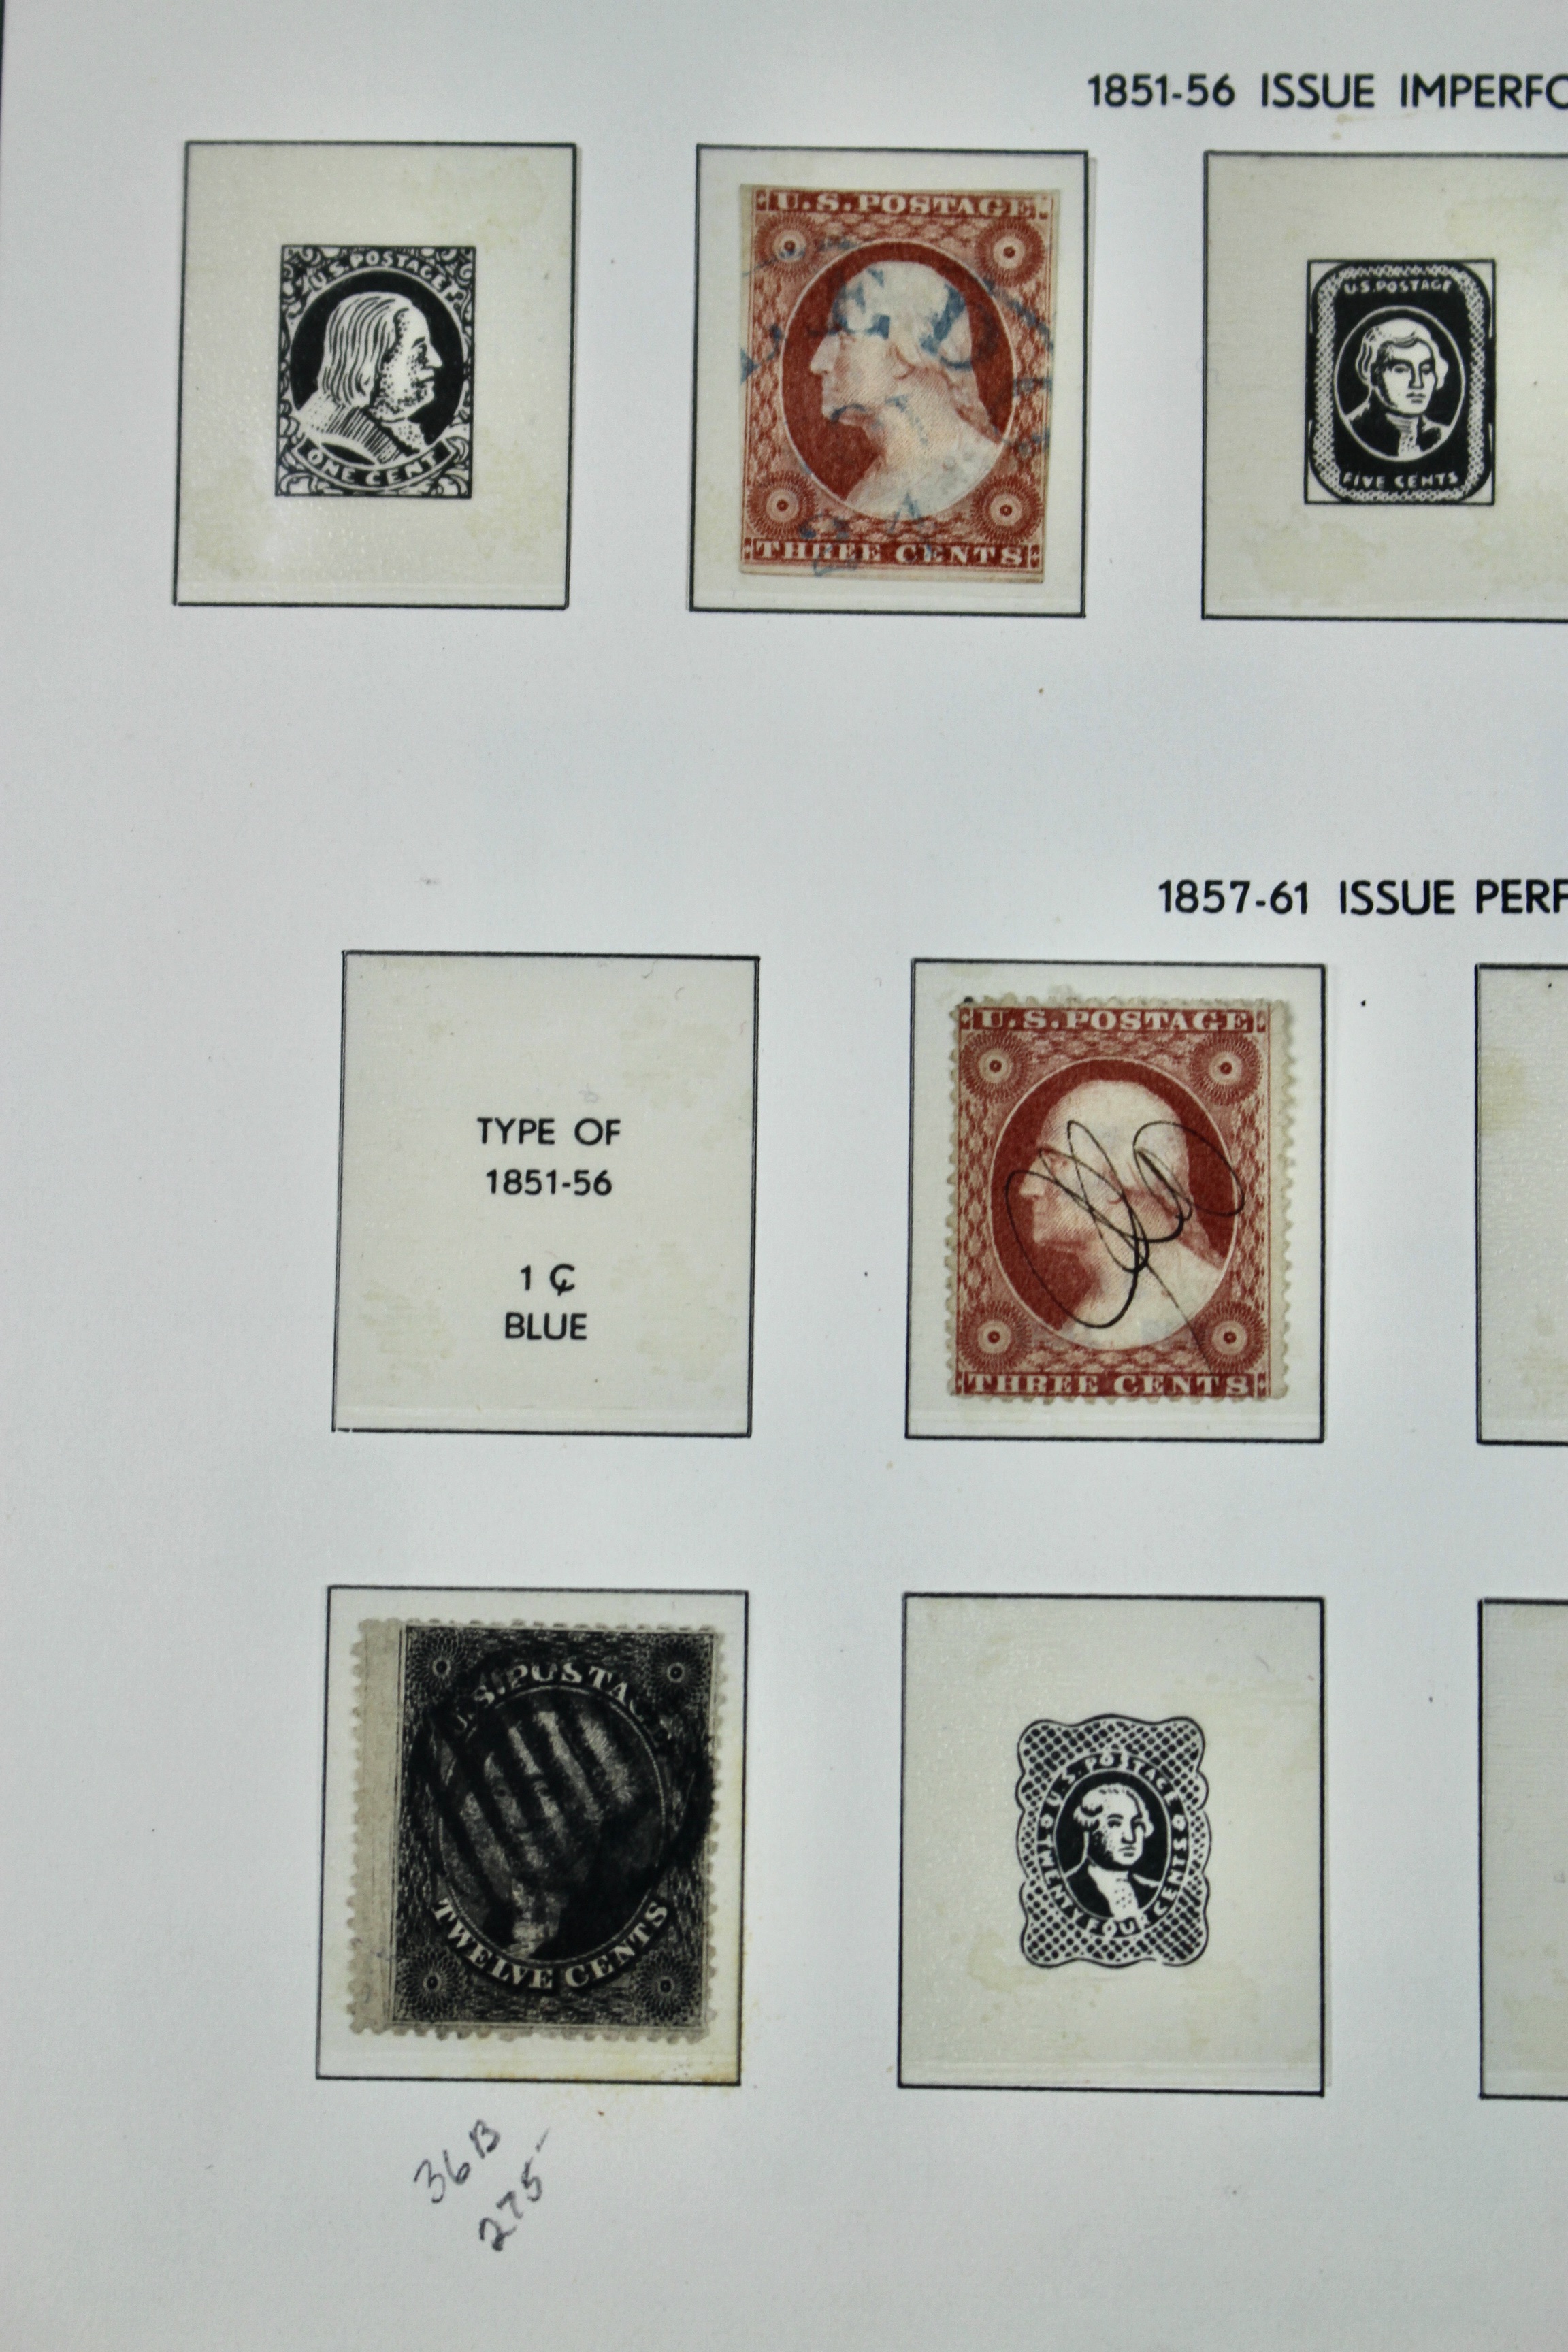 1851-56 ISSUE IMPERFO
U.S. POSTAGE
ONE CENT
U.S. POSTAGE
THREE CENTS
U.S. POSTAGE
FIVE CENTS
1857-61 ISSUE PERF
TYPE OF
1851-56
1 ¢
BLUE
U.S. POSTAGE
THREE CENTS
U.S. POSTAGE
TWELVE CENTS
U.S. POSTAGE
TWENTY FOUR CENTS
36B
275-